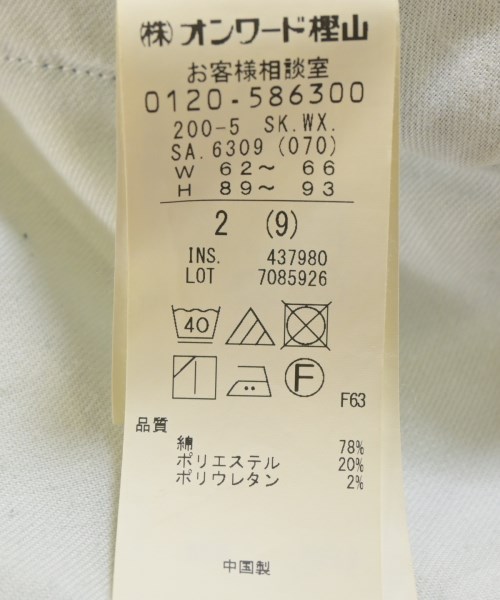 ㈱オンワード樫山
お客様相談室
0120-586300
200-5 SK.WX.
SA.6309 (070)
W 62～ 66
H 89～ 93
2 (9)
INS. 437980
LOT 7085926
40
F
F63
品質
綿 78%
ポリエステル 20%
ポリウレタン 2%
中国製